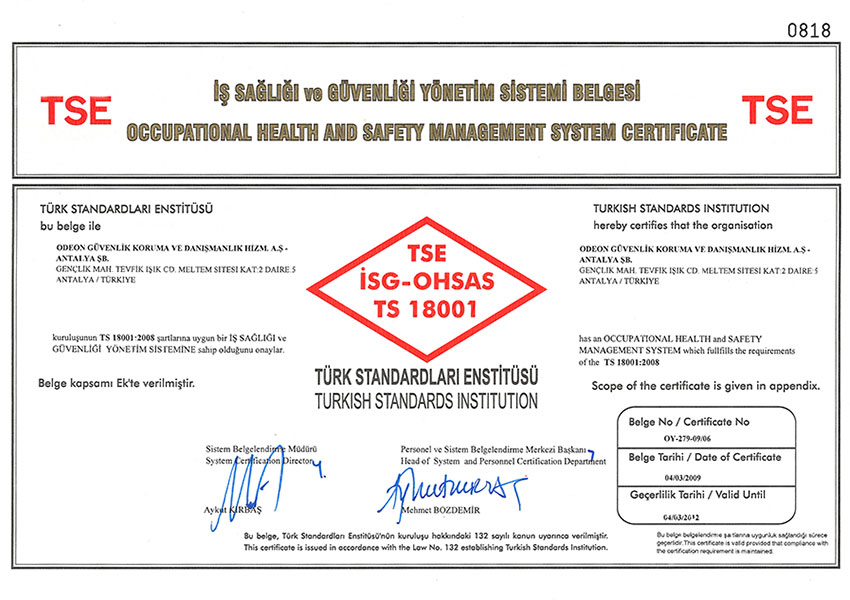 0818
TSE
İŞ SAĞLIĞI ve GÜVENLİĞİ YÖNETİM SİSTEMİ BELGESİ
OCCUPATIONAL HEALTH AND SAFETY MANAGEMENT SYSTEM CERTIFICATE
TSE
TÜRK STANDARDLARI ENSTİTÜSÜ
bu belge ile
ODEON GÜVENLİK KORUMA VE DANIŞMANLIK HİZM. A.Ş -
ANTALYA ŞB.
GENÇLİK MAH. TEVFİK IŞIK CD. MELTEM SİTESİ KAT:2 DAİRE:5
ANTALYA / TÜRKİYE
kuruluşunun TS 18001:2008 şartlarına uygun bir İŞ SAĞLIĞI ve
GÜVENLİĞİ YÖNETİM SİSTEMİNE sahip olduğunu onaylar.
Belge kapsamı Ek'te verilmiştir.
TSE
İSG-OHSAS
TS 18001
TÜRK STANDARDLARI ENSTİTÜSÜ
TURKISH STANDARDS INSTITUTION
TURKISH STANDARDS INSTITUTION
hereby certifies that the organisation
ODEON GÜVENLİK KORUMA VE DANIŞMANLIK HİZM. A.Ş -
ANTALYA ŞB.
GENÇLİK MAH. TEVFİK IŞIK CD. MELTEM SİTESİ KAT:2 DAİRE:5
ANTALYA / TÜRKİYE
has an OCCUPATIONAL HEALTH and SAFETY
MANAGEMENT SYSTEM which fullfills the requirements
of the TS 18001:2008
Scope of the certificate is given in appendix.
Belge No / Certificate No
OY-279-09/06
Belge Tarihi / Date of Certificate
04/03/2009
Geçerlilik Tarihi / Valid Until
04/03/2012
Sistem Belgelendirme Müdürü
System Certification Director
Aykut KIRBAŞ
Personel ve Sistem Belgelendirme Merkezi Başkanı
Head of System and Personnel Certification Department
Mehmet BOZDEMİR
Bu belge, Türk Standardları Enstitüsü'nün kuruluşu hakkındaki 132 sayılı kanun uyarınca verilmiştir.
This certificate is issued in accordance with the Law No. 132 establishing Turkish Standards Institution.
Bu belge belgelendirme şartlarına uygunluk sağlandığı sürece
geçerlidir.This certificate is valid provided that compliance with
the certification requirement is maintained.